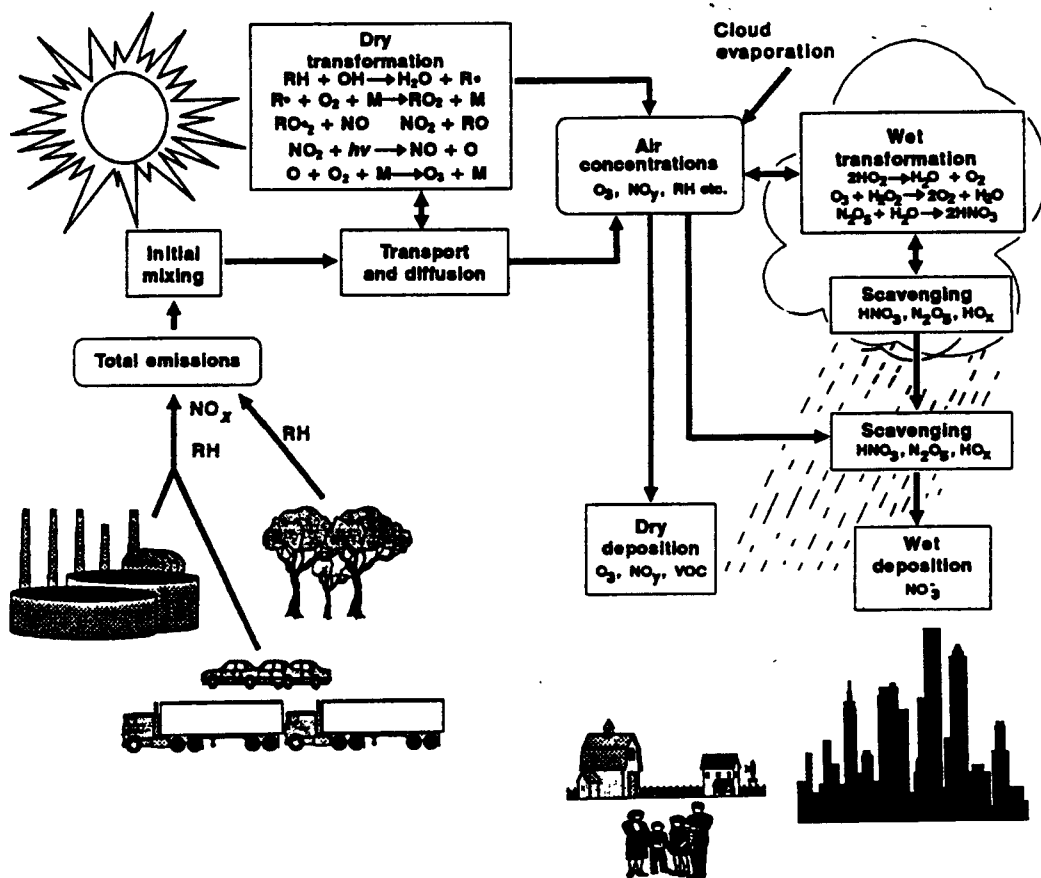 Dry
transformation
RH + OH ⟶ H₂O + R•
R• + O₂ + M ⟶ RO₂ + M
RO•₂ + NO NO₂ + RO
NO₂ + hv ⟶ NO + O
O + O₂ + M ⟶ O₃ + M
Cloud
evaporation
Air
concentrations
O₃, NOy, RH etc.
Wet
transformation
2HO₂ ⟶ H₂O + O₂
O₃ + H₂O₂ ⟶ 2O₂ + H₂O
N₂O₅ + H₂O ⟶ 2HNO₃
Initial
mixing
Transport
and diffusion
Scavenging
HNO₃, N₂O₅, HOₓ
Total emissions
NOₓ
RH
RH
Scavenging
HNO₃, N₂O₅, HOₓ
Dry
deposition
O₃, NOy, VOC
Wet
deposition
NO₃⁻